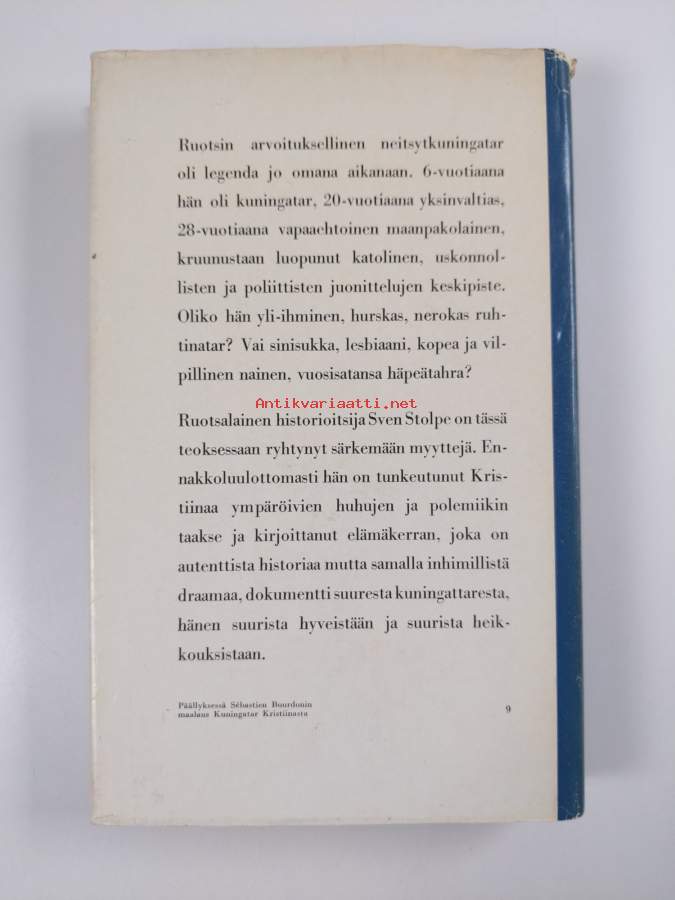 Ruotsin arvoituksellinen neitsytkuningatar
oli legenda jo omana aikanaan. 6-vuotiaana
hän oli kuningatar, 20-vuotiaana yksinvaltias,
28-vuotiaana vapaaehtoinen maanpakolainen,
kruunustaan luopunut katolinen, uskonnol-
listen ja poliittisten juonittelujen keskipiste.
Oliko hän yli-ihminen, hurskas, nerokas ruh-
tinatar? Vai sinisukka, lesbiaani, kopea ja vil-
pillinen nainen, vuosisatansa häpeätahra?
Antikvariaatti.net
Ruotsalainen historioitsija Sven Stolpe on tässä
teoksessaan ryhtynyt särkemään myyttejä. En-
nakkoluulottomasti hän on tunkeutunut Kris-
tiinaa ympäröivien huhujen ja polemiikin
taakse ja kirjoittanut elämäkerran, joka on
autenttista historiaa mutta samalla inhimillistä
draamaa, dokumentti suuresta kuningattaresta,
hänen suurista hyveistään ja suurista heik-
kouksistaan.
Päällyksessä Sébastien Bourdonin
maalaus Kuningatar Kristiinasta
9